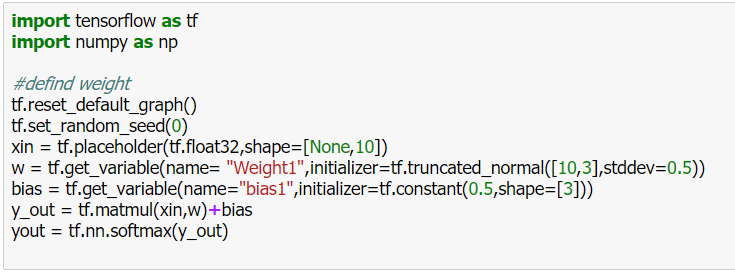 import tensorflow as tf
import numpy as np
#defind weight
tf.reset_default_graph()
tf.set_random_seed(0)
xin = tf.placeholder(tf.float32,shape=[None,10])
w = tf.get_variable(name= "Weight1",initializer=tf.truncated_normal([10,3],stddev=0.5))
bias = tf.get_variable(name="bias1",initializer=tf.constant(0.5,shape=[3]))
y_out = tf.matmul(xin,w)+bias
yout = tf.nn.softmax(y_out)